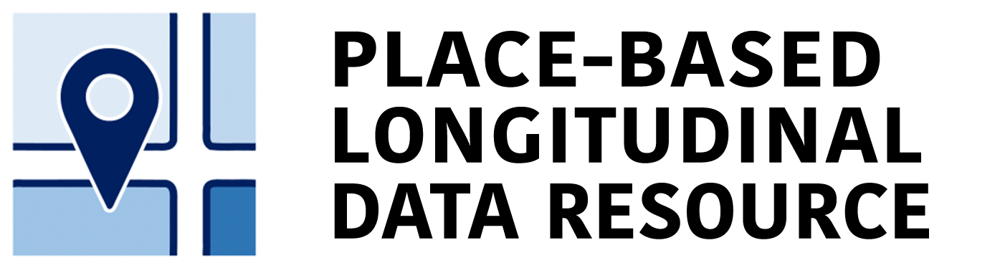 PLACE-BASED
LONGITUDINAL
DATA RESOURCE